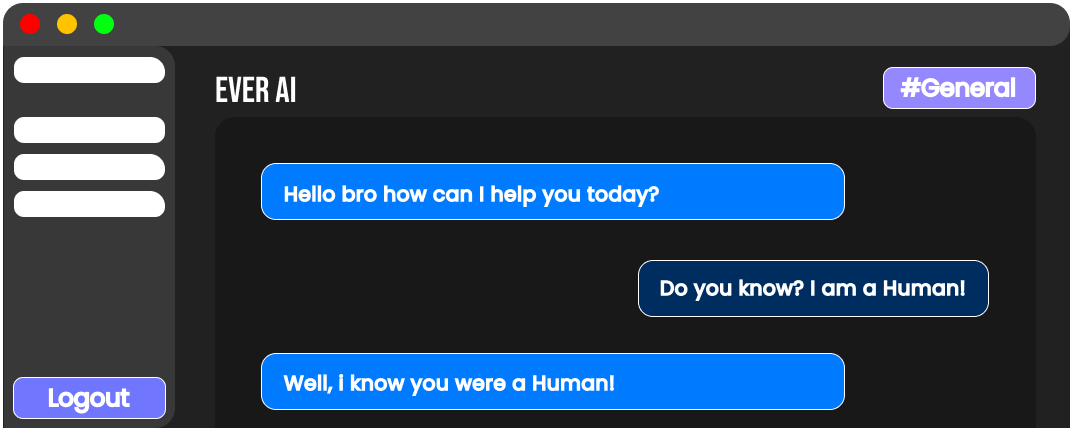 EVER AI
#General
Hello bro how can I help you today?
Do you know? I am a Human!
Well, i know you were a Human!
Logout